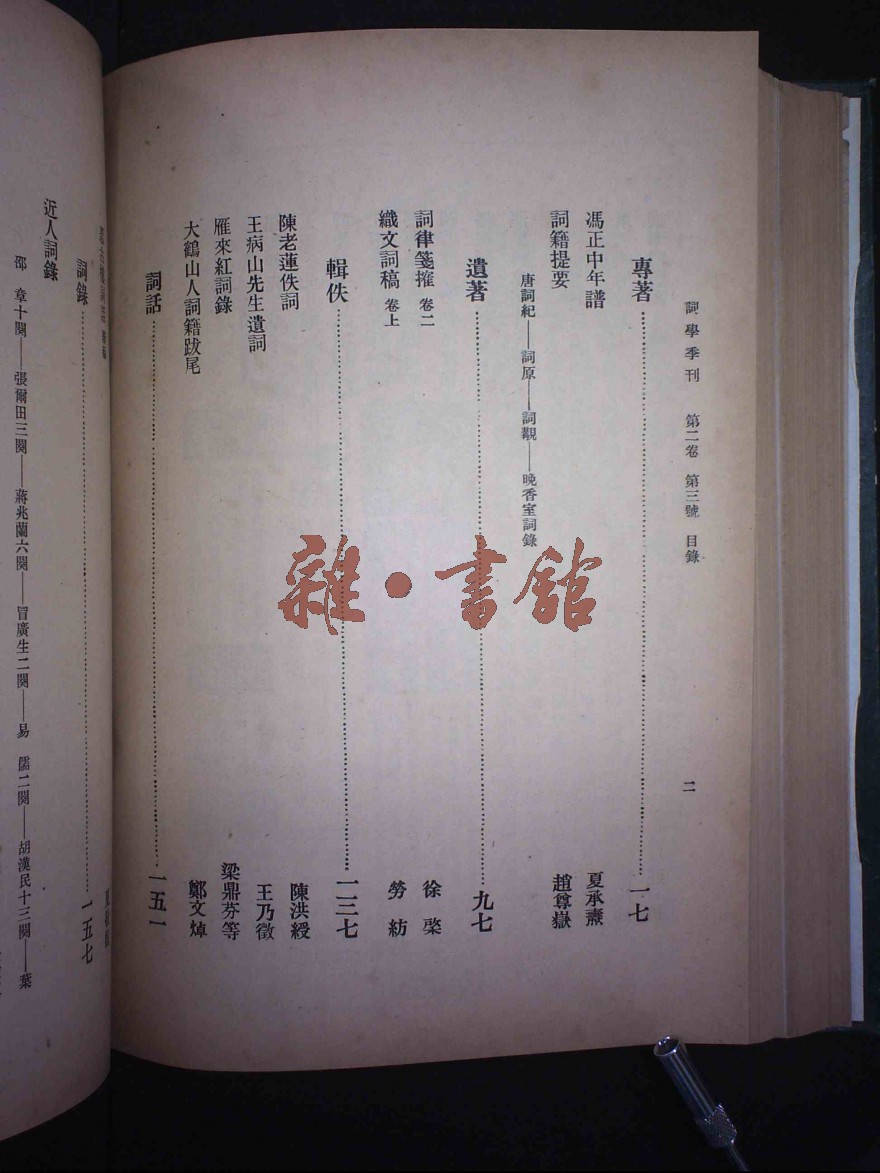 詞學季刊　第二卷　第三號　目錄　二
專著……一七
馮正中年譜　夏承燾
詞籍提要　趙尊嶽
唐詞紀——詞原——詞覯——晚香室詞錄
遺著……九七
詞律箋搉 卷二　徐棨
織文詞稿 卷上　勞紡
輯佚……一三七
陳老蓮佚詞　陳洪綬
王病山先生遺詞　王乃徵
雁來紅詞錄　梁鼎芬等
大鶴山人詞籍跋尾　鄭文焯
詞話……一五一
詞錄……一五七
近人詞錄
邵　章十闋——張爾田三闋——蔣兆蘭六闋——冒廣生二闋——易　孺二闋——胡漢民十三闋——葉
雜·書館